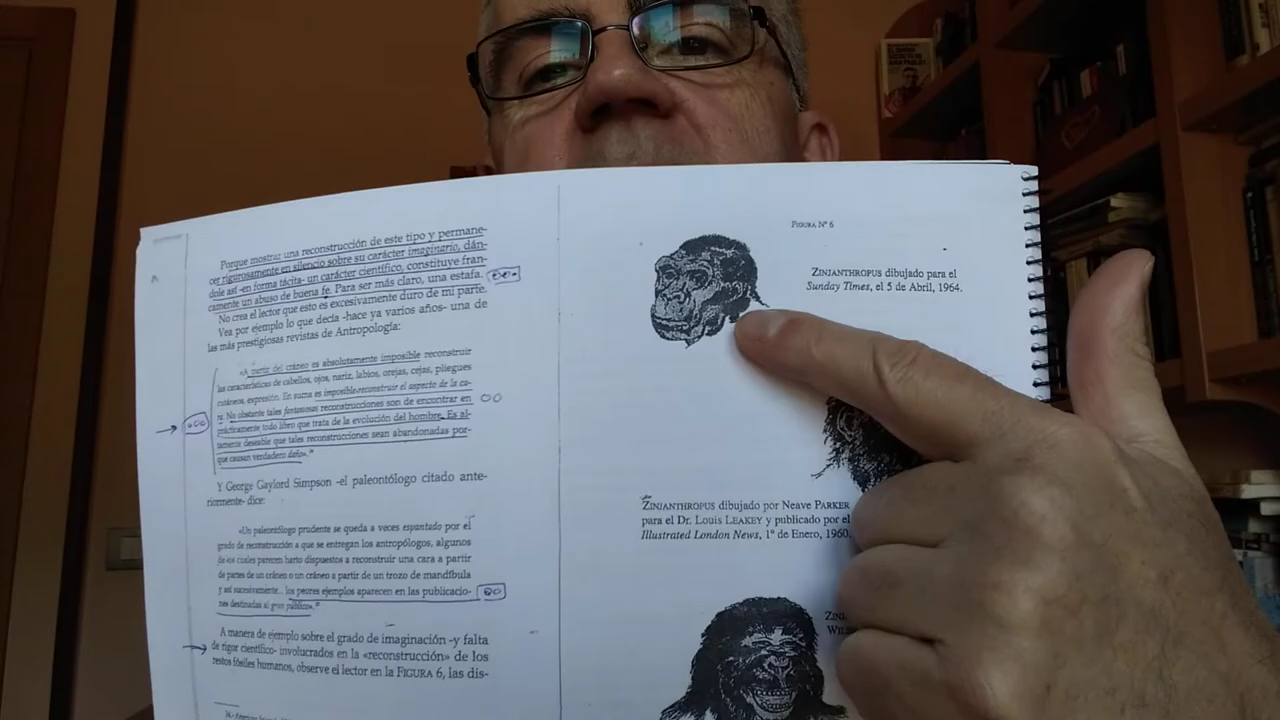 Porque mostrar una reconstrucción de este tipo y permane-
cer rigurosamente en silencio sobre su carácter imaginario, dán-
dole así -en forma tácita- un carácter científico, constituye fran-
camente un abuso de buena fe. Para ser más claro, una estafa.
No crea el lector que esto es excesivamente duro de mi parte.
Vea por ejemplo lo que decía -hace ya varios años- una de
las más prestigiosas revistas de Antropología:
«A partir del cráneo es absolutamente imposible reconstruir
las características de cabellos, ojos, nariz, labios, orejas, cejas, pliegues
cutáneos, expresión. En suma es imposible reconstruir el aspecto de la ca-
ra. No obstante tales fantasiosas reconstrucciones son de encontrar en
prácticamente todo libro que trata de la evolución del hombre. Es al-
tamente deseable que tales reconstrucciones sean abandonadas por-
que causan verdadero daño».
Y George Gaylord Simpson -el paleontólogo citado ante-
riormente- dice:
«Un paleontólogo prudente se queda a veces espantado por el
grado de reconstrucción a que se entregan los antropólogos, algunos
de los cuales parecen harto dispuestos a reconstruir una cara a partir
de partes de un cráneo o un cráneo a partir de un trozo de mandíbula
y así sucesivamente... los peores ejemplos aparecen en las publicacio-
nes destinadas al gran público».
A manera de ejemplo sobre el grado de imaginación -y falta
de rigor científico- involucrados en la «reconstrucción» de los
restos fósiles humanos, observe el lector en la FIGURA 6, las dis-
FIGURA Nº 6
ZINJANTHROPUS dibujado para el
Sunday Times, el 5 de Abril, 1964.
ZINJANTHROPUS dibujado por Neave PARKER
para el Dr. Louis LEAKEY y publicado por el
Illustrated London News, 1º de Enero, 1960.